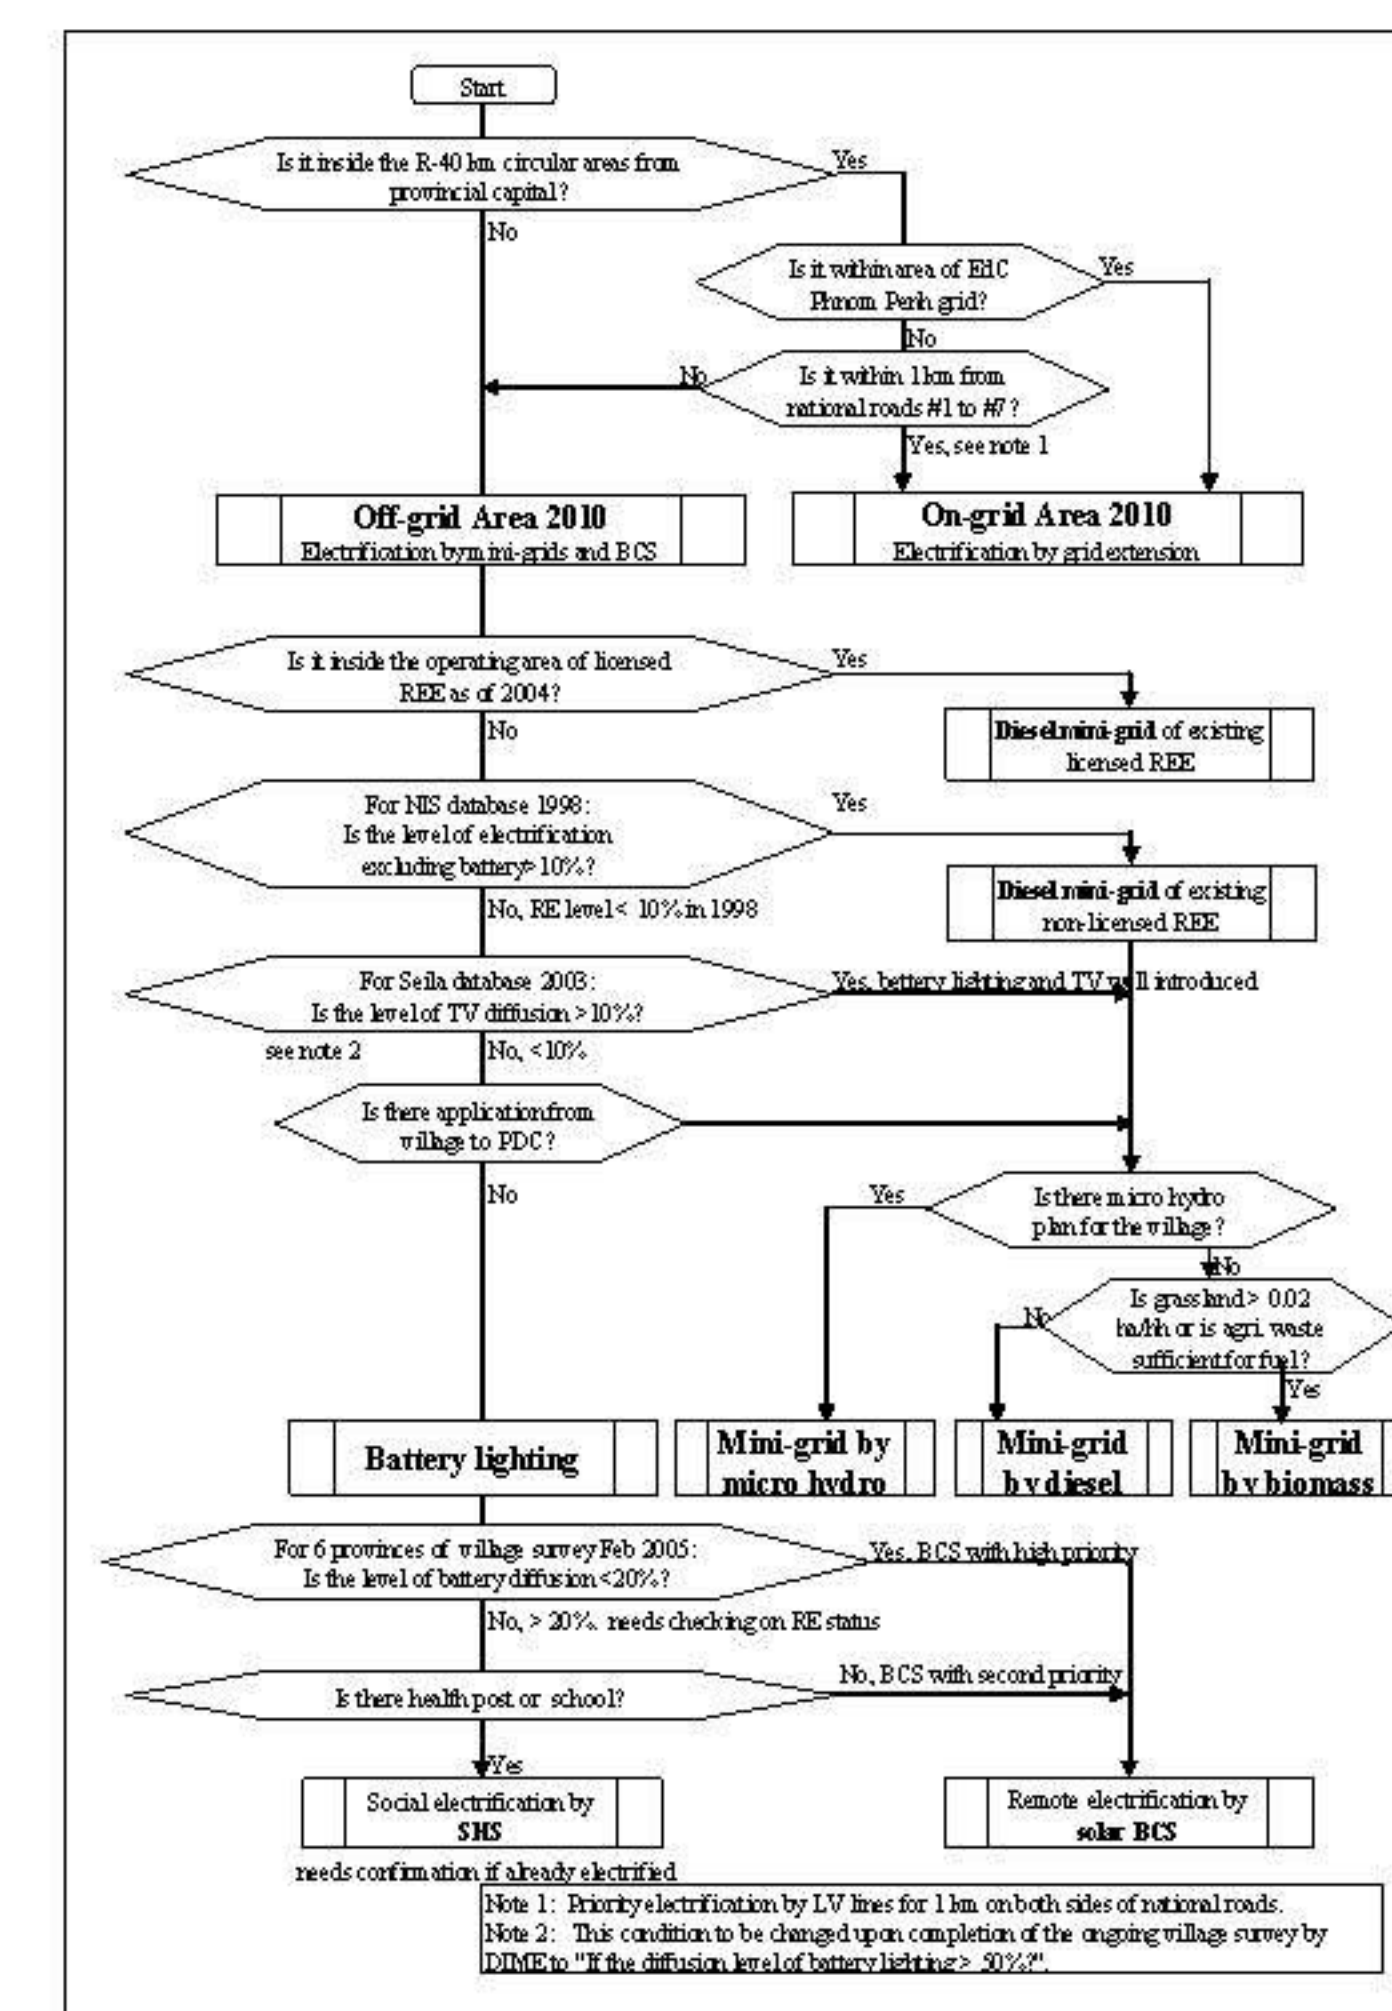 Start
Is it inside the R-40 km circular areas from
provincial capital?
Yes
No
Is it within area of EdC
Phnom Penh grid?
Yes
No
Is it within 1 km from
national roads #1 to #7?
No
Yes, see note 1
Off-grid Area 2010
Electrification by mini-grids and BCS
On-grid Area 2010
Electrification by grid extension
Is it inside the operating area of licensed
REE as of 2004?
Yes
No
Diesel mini-grid of existing
licensed REE
For NIS database 1998:
Is the level of electrification
excluding battery> 10%?
Yes
No, RE level < 10% in 1998
Diesel mini-grid of existing
non-licensed REE
For Seila database 2003:
Is the level of TV diffusion >10%?
Yes, battery lighting and TV well introduced
see note 2
No, <10%
Is there application from
village to PDC?
No
Is there micro hydro
plan for the village?
Yes
No
Is grassland > 0.02
ha/hh or is agri. waste
sufficient for fuel?
No
Yes
Battery lighting
Mini-grid by
micro hydro
Mini-grid
by diesel
Mini-grid
by biomass
For 6 provinces of village survey Feb 2005:
Is the level of battery diffusion <20%?
Yes, BCS with high priority
No, > 20%, needs checking on RE status
Is there health post or school?
No, BCS with second priority
Yes
Social electrification by
SHS
needs confirmation if already electrified
Remote electrification by
solar BCS
Note 1: Priority electrification by LV lines for 1 km on both sides of national roads.
Note 2: This condition to be changed upon completion of the ongoing village survey by
DIME to "If the diffusion level of battery lighting > 50%?".